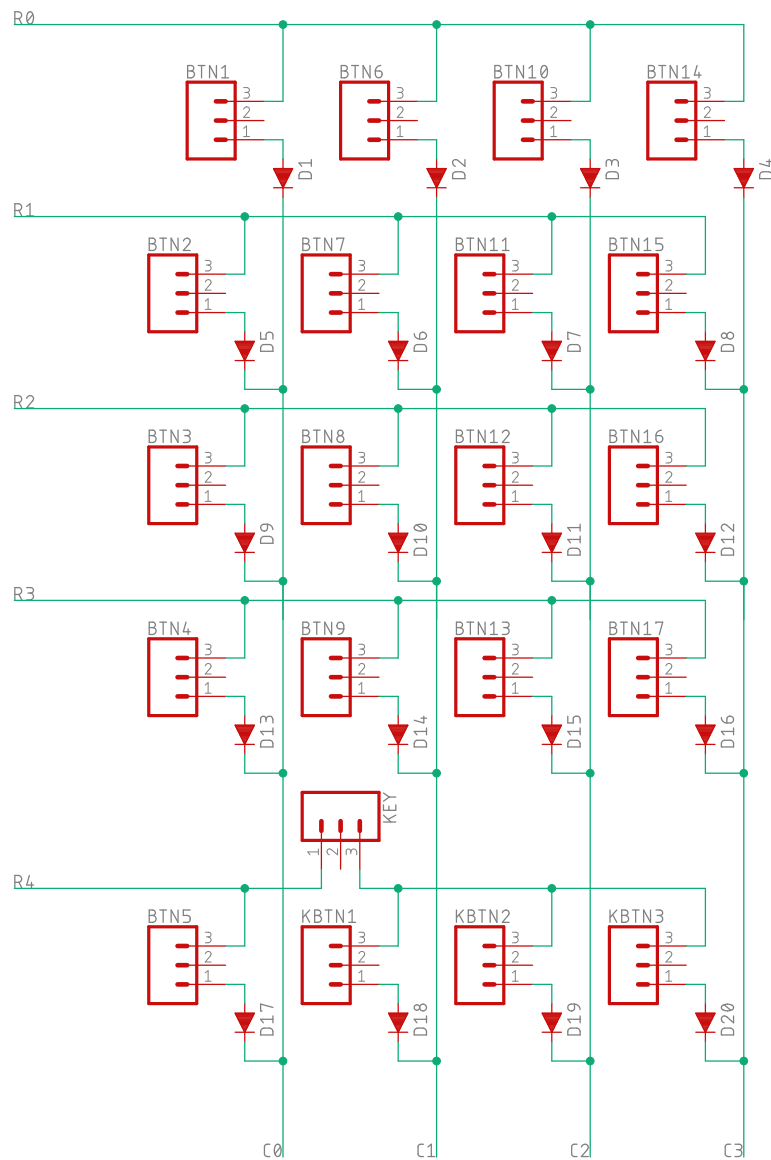 R0
BTN1 BTN6 BTN10 BTN14
3 3 3 3
2 2 2 2
1 1 1 1
D1 D2 D3 D4
R1
BTN2 BTN7 BTN11 BTN15
3 3 3 3
2 2 2 2
1 1 1 1
D5 D6 D7 D8
R2
BTN3 BTN8 BTN12 BTN16
3 3 3 3
2 2 2 2
1 1 1 1
D9 D10 D11 D12
R3
BTN4 BTN9 BTN13 BTN17
3 3 3 3
2 2 2 2
1 1 1 1
D13 D14 D15 D16
KEY
1 2 3
R4
BTN5 KBTN1 KBTN2 KBTN3
3 3 3 3
2 2 2 2
1 1 1 1
D17 D18 D19 D20
C0 C1 C2 C3